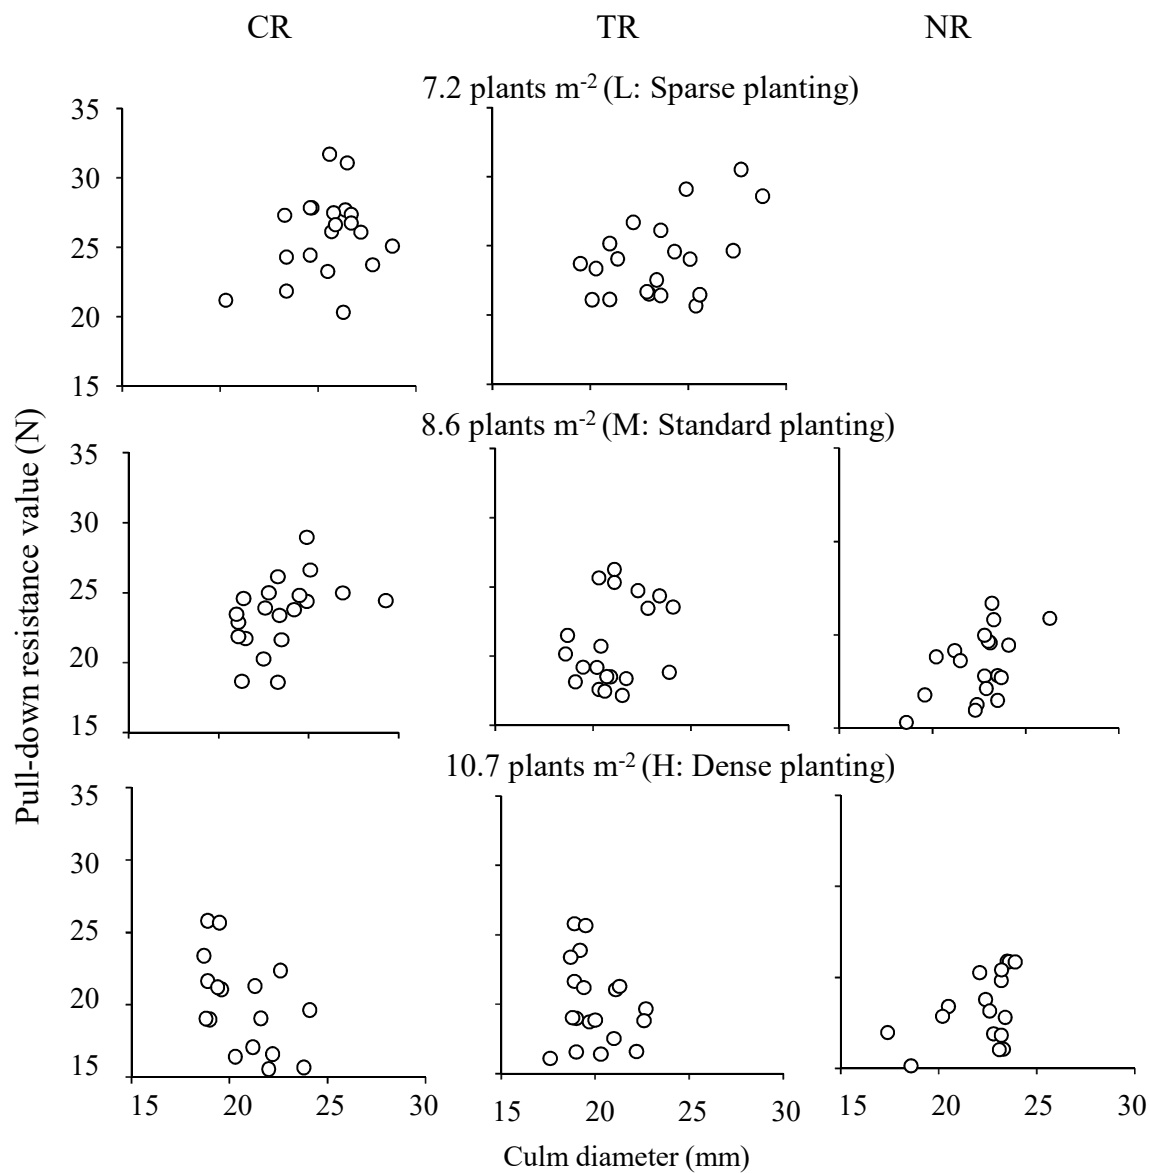 CR TR NR
7.2 plants m⁻² (L: Sparse planting)
35
30
25
20
15
8.6 plants m⁻² (M: Standard planting)
35
30
25
20
15
Pull-down resistance value (N)
10.7 plants m⁻² (H: Dense planting)
35
30
25
20
15
20 25 30
15 20 25 30
15 20 25 30
Culm diameter (mm)